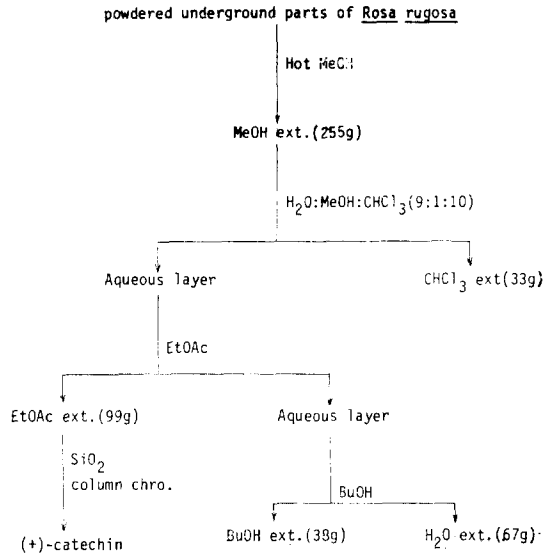 powdered underground parts of Rosa rugosa
Hot MeOH
MeOH ext.(255g)
H2O:MeOH:CHCl3(9:1:10)
Aqueous layer
CHCl3 ext(33g)
EtOAc
EtOAc ext.(99g)
Aqueous layer
SiO2
column chro.
BuOH
(+)-catechin
BuOH ext.(38g)
H2O ext.(67g)